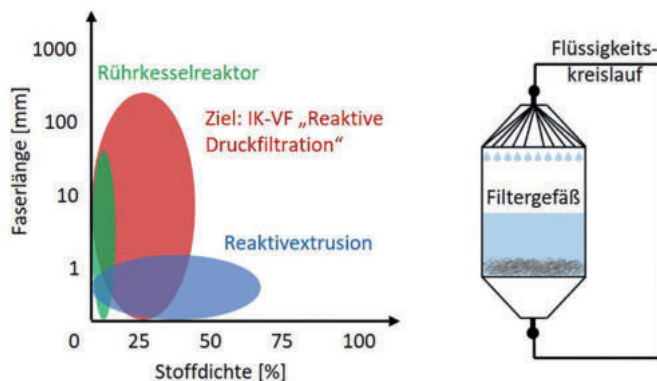 Faserlänge [mm]
1000
100
10
1
0
25
50
75
100
Stoffdichte [%]
Rührkesselreaktor
Ziel: IK-VF „Reaktive
Druckfiltration“
Reaktivextrusion
Flüssigkeits-
kreislauf
Filtergefäß